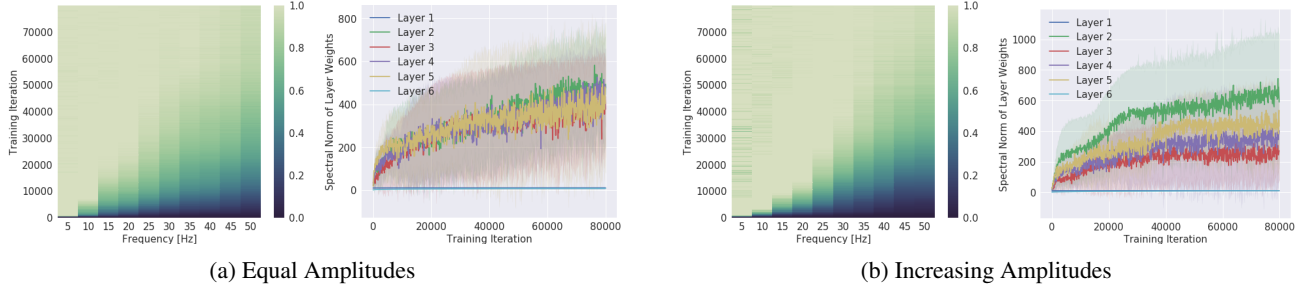 70000
60000
50000
40000
30000
20000
10000
0
Training Iteration
5 10 15 20 25 30 35 40 45 50
Frequency [Hz]
1.0
0.8
0.6
0.4
0.2
0.0
800
600
400
200
0
Spectral Norm of Layer Weights
Layer 1
Layer 2
Layer 3
Layer 4
Layer 5
Layer 6
0 20000 40000 60000 80000
Training Iteration
(a) Equal Amplitudes
70000
60000
50000
40000
30000
20000
10000
0
Training Iteration
5 10 15 20 25 30 35 40 45 50
Frequency [Hz]
1.0
0.8
0.6
0.4
0.2
0.0
1000
800
600
400
200
0
Spectral Norm of Layer Weights
Layer 1
Layer 2
Layer 3
Layer 4
Layer 5
Layer 6
0 20000 40000 60000 80000
Training Iteration
(b) Increasing Amplitudes